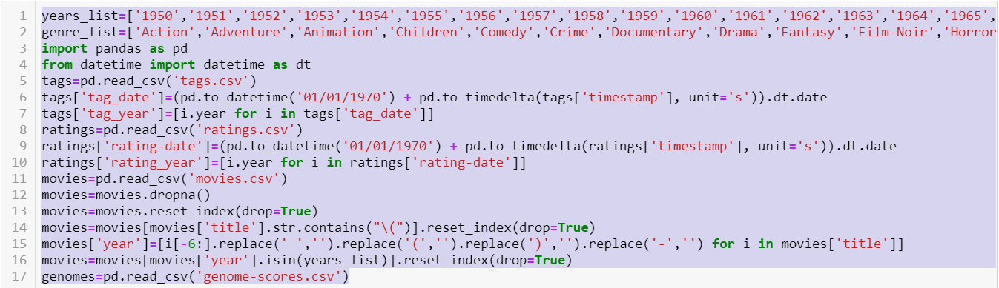 1 years_list=['1950','1951','1952','1953','1954','1955','1956','1957','1958','1959','1960','1961','1962','1963','1964','1965',
2 genre_list=['Action','Adventure','Animation','Children','Comedy','Crime','Documentary','Drama','Fantasy','Film-Noir','Horror
3 import pandas as pd
4 from datetime import datetime as dt
5 tags=pd.read_csv('tags.csv')
6 tags['tag_date']=(pd.to_datetime('01/01/1970') + pd.to_timedelta(tags['timestamp'], unit='s')).dt.date
7 tags['tag_year']=[i.year for i in tags['tag_date']]
8 ratings=pd.read_csv('ratings.csv')
9 ratings['rating-date']=(pd.to_datetime('01/01/1970') + pd.to_timedelta(ratings['timestamp'], unit='s')).dt.date
10 ratings['rating_year']=[i.year for i in ratings['rating-date']]
11 movies=pd.read_csv('movies.csv')
12 movies=movies.dropna()
13 movies=movies.reset_index(drop=True)
14 movies=movies[movies['title'].str.contains("\(")].reset_index(drop=True)
15 movies['year']=[i[-6:].replace(' ','').replace('(','').replace(')','').replace('-','') for i in movies['title']]
16 movies=movies[movies['year'].isin(years_list)].reset_index(drop=True)
17 genomes=pd.read_csv('genome-scores.csv')